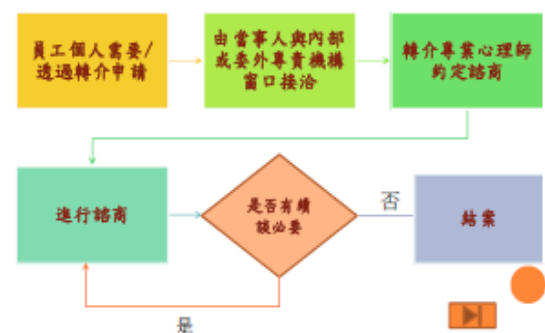 員工個人需要/
透過轉介申請
由當事人與內部
或委外專責機構
窗口接洽
轉介專業心理師
約定諮商
進行諮商
是否有續
談必要
否
結案
是